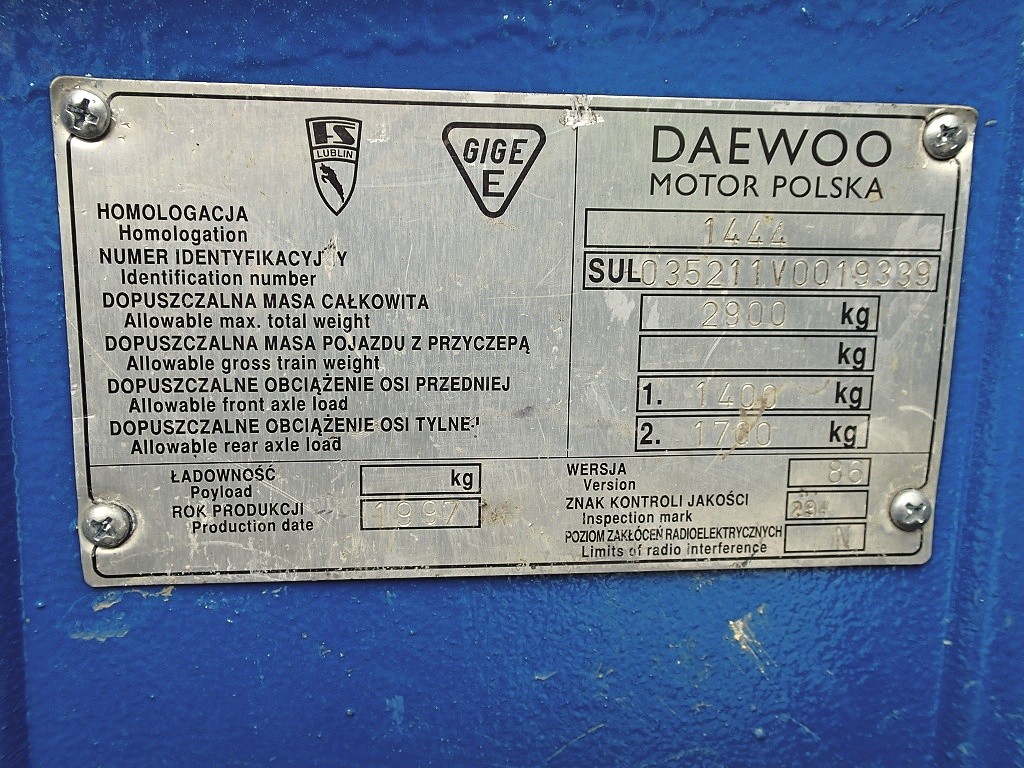 FS
LUBLIN
GIGE
E
DAEWOO
MOTOR POLSKA
HOMOLOGACJA
Homologation
1444
NUMER IDENTYFIKACYJNY
Identification number
SUL035211V0019339
DOPUSZCZALNA MASA CAŁKOWITA
Allowable max. total weight
2900 kg
DOPUSZCZALNA MASA POJAZDU Z PRZYCZEPĄ
Allowable gross train weight
kg
DOPUSZCZALNE OBCIĄŻENIE OSI PRZEDNIEJ
Allowable front axle load
1. 1400 kg
DOPUSZCZALNE OBCIĄŻENIE OSI TYLNEJ
Allowable rear axle load
2. 1700 kg
ŁADOWNOŚĆ
Poyload
kg
ROK PRODUKCJI
Production date
1997
WERSJA
Version
86
ZNAK KONTROLI JAKOŚCI
Inspection mark
POZIOM ZAKŁÓCEŃ RADIOELEKTRYCZNYCH
Limits of radio interference
N